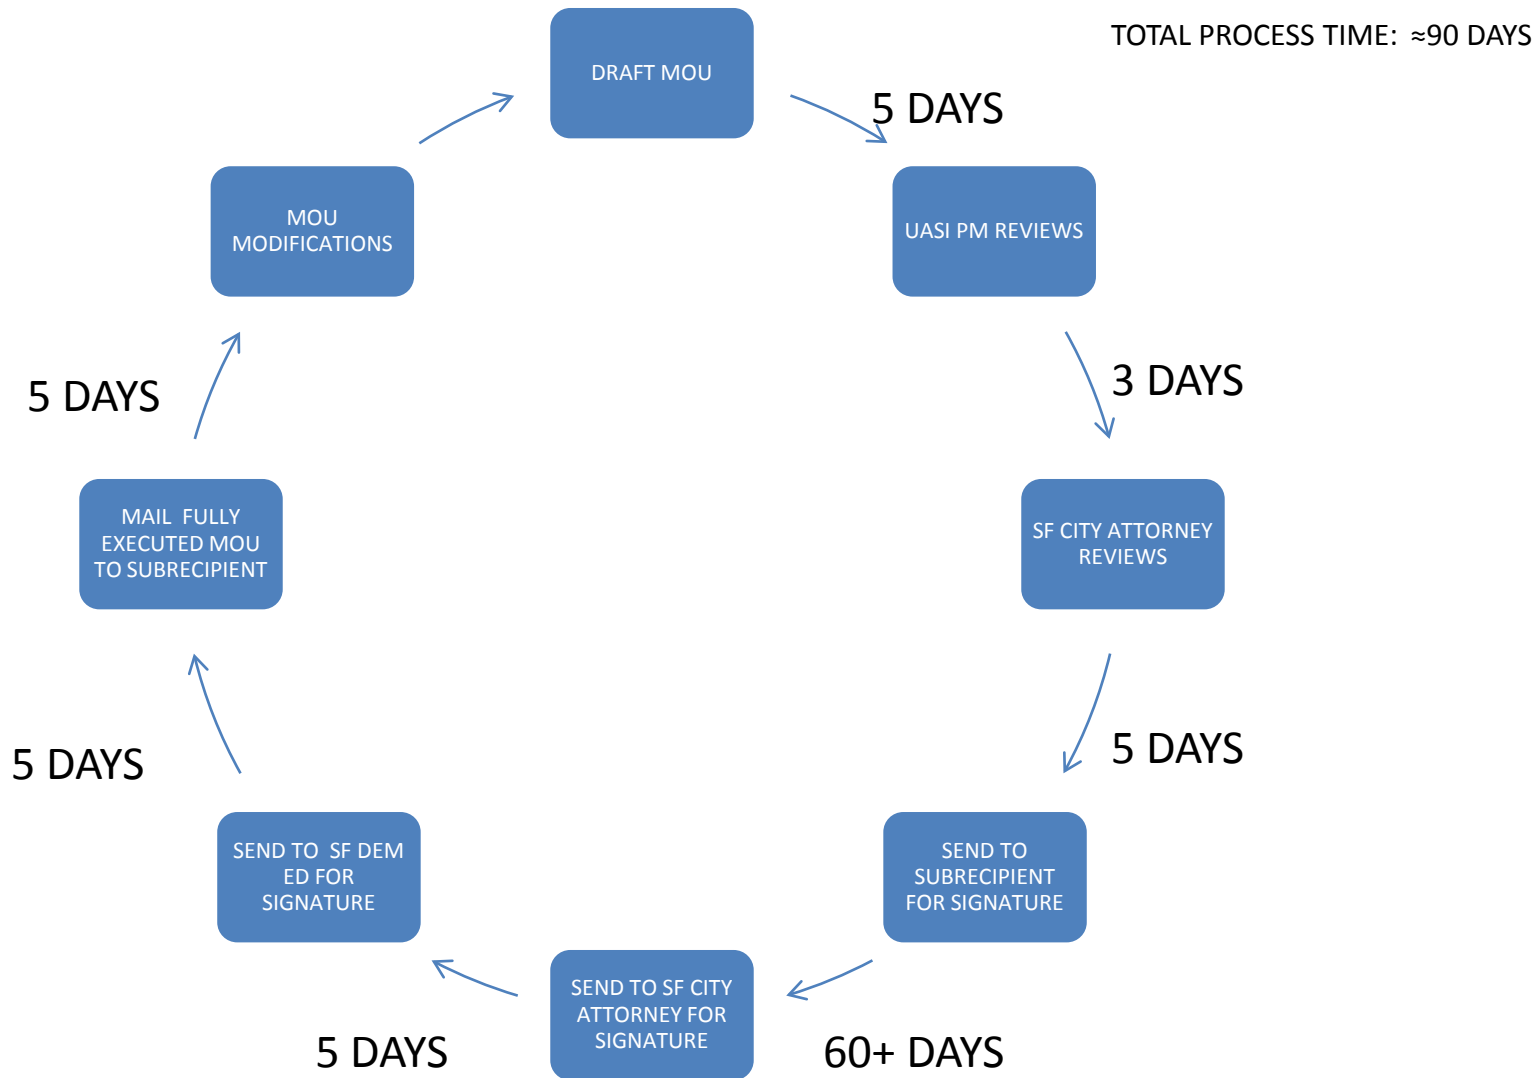 TOTAL PROCESS TIME: ≈90 DAYS
DRAFT MOU
5 DAYS
UASI PM REVIEWS
3 DAYS
SF CITY ATTORNEY
REVIEWS
5 DAYS
SEND TO
SUBRECIPIENT
FOR SIGNATURE
60+ DAYS
SEND TO SF CITY
ATTORNEY FOR
SIGNATURE
5 DAYS
SEND TO SF DEM
ED FOR
SIGNATURE
5 DAYS
MAIL FULLY
EXECUTED MOU
TO SUBRECIPIENT
5 DAYS
MOU
MODIFICATIONS